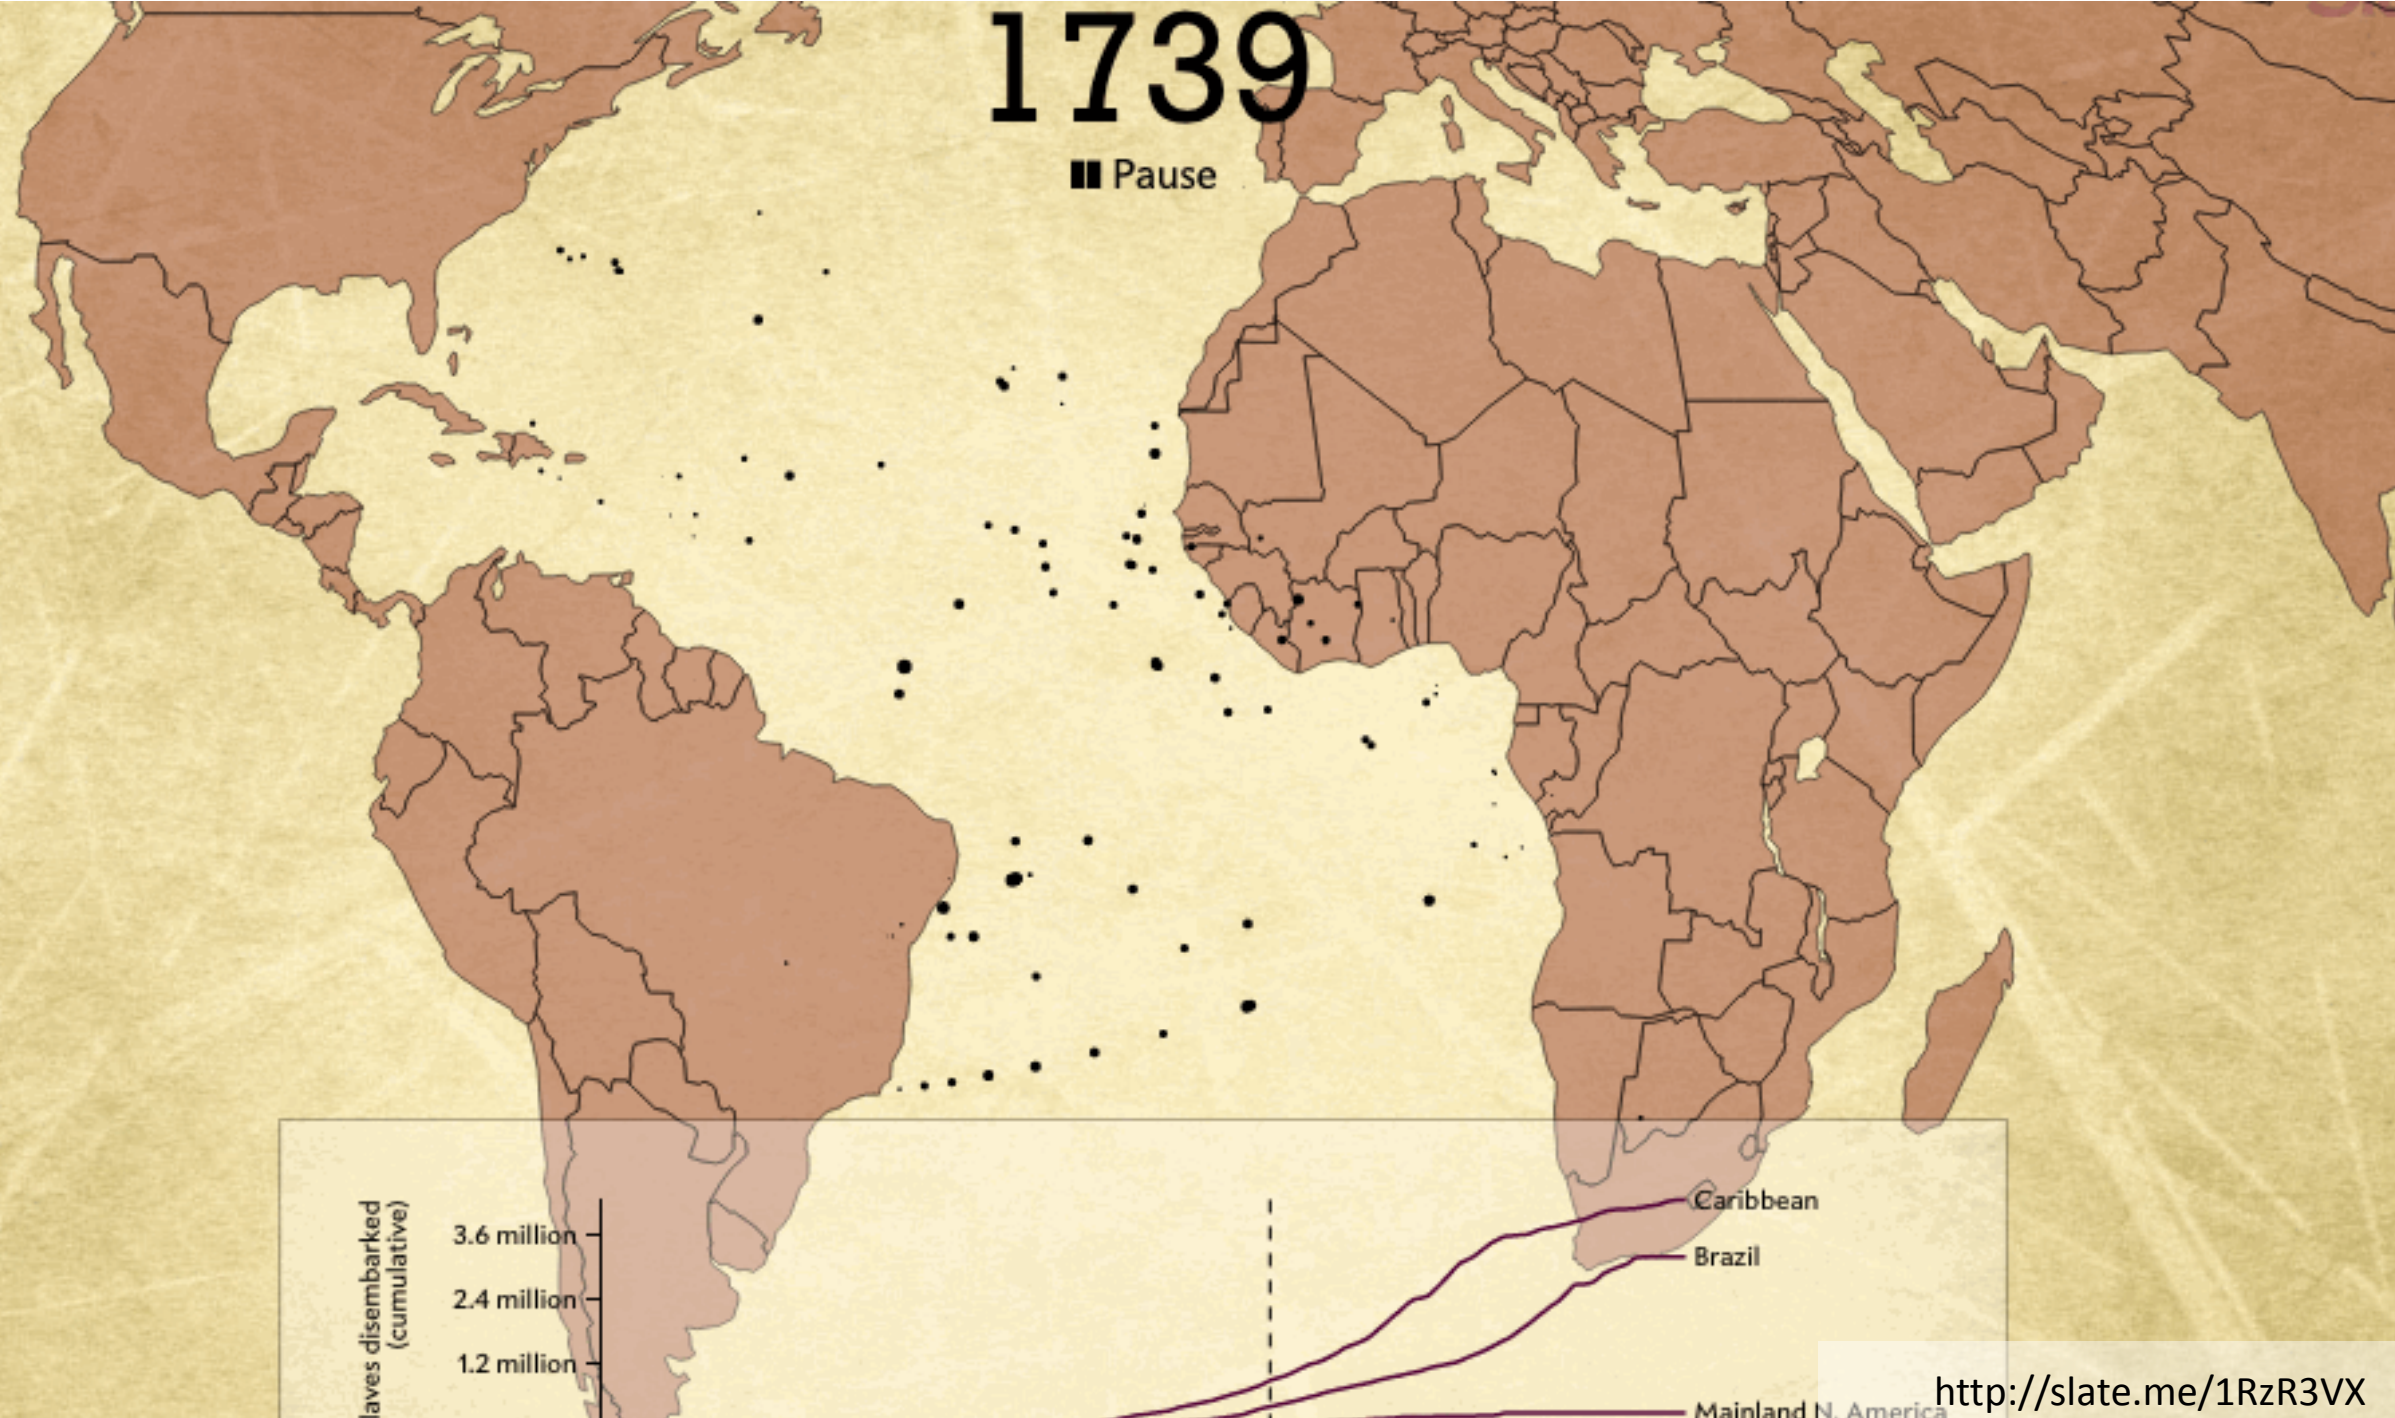 1739
Pause
slaves disembarked
(cumulative)
3.6 million
2.4 million
1.2 million
Caribbean
Brazil
Mainland N. America
http://slate.me/1RzR3VX